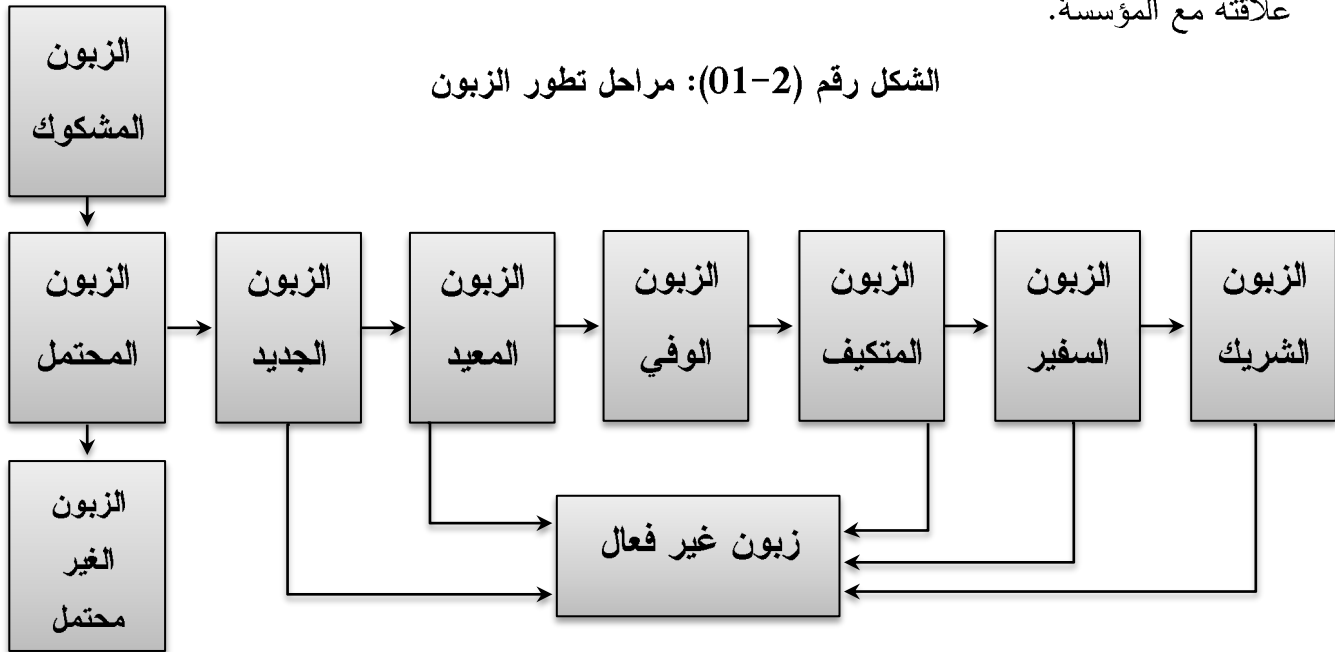 علاقته مع المؤسسة.
الشكل رقم (2-01): مراحل تطور الزبون
الزبون
المشكوك
الزبون
المحتمل
الزبون
الجديد
الزبون
المعيد
الزبون
الوفي
الزبون
المتكيف
الزبون
السفير
الزبون
الشريك
الزبون
الغير
محتمل
زبون غير فعال